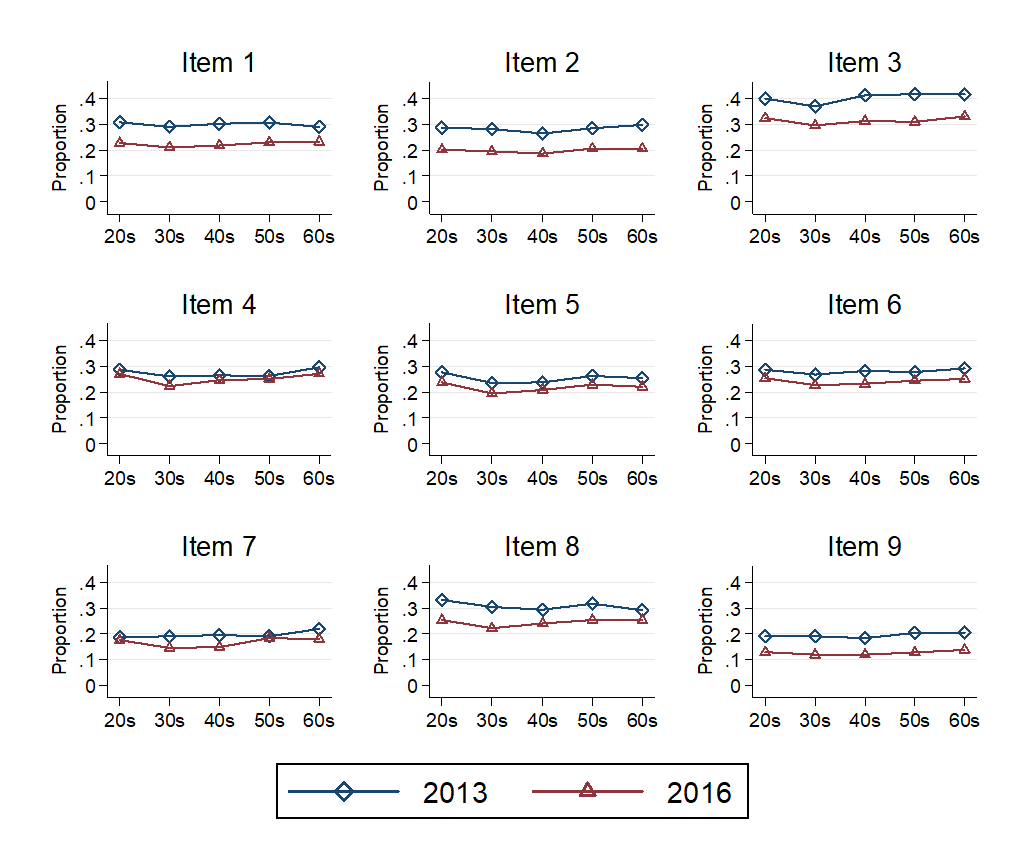 Item 1
Item 2
Item 3
Proportion
.4
.3
.2
.1
0
20s 30s 40s 50s 60s
Proportion
.4
.3
.2
.1
0
20s 30s 40s 50s 60s
Proportion
.4
.3
.2
.1
0
20s 30s 40s 50s 60s
Item 4
Item 5
Item 6
Proportion
.4
.3
.2
.1
0
20s 30s 40s 50s 60s
Proportion
.4
.3
.2
.1
0
20s 30s 40s 50s 60s
Proportion
.4
.3
.2
.1
0
20s 30s 40s 50s 60s
Item 7
Item 8
Item 9
Proportion
.4
.3
.2
.1
0
20s 30s 40s 50s 60s
Proportion
.4
.3
.2
.1
0
20s 30s 40s 50s 60s
Proportion
.4
.3
.2
.1
0
20s 30s 40s 50s 60s
2013 2016